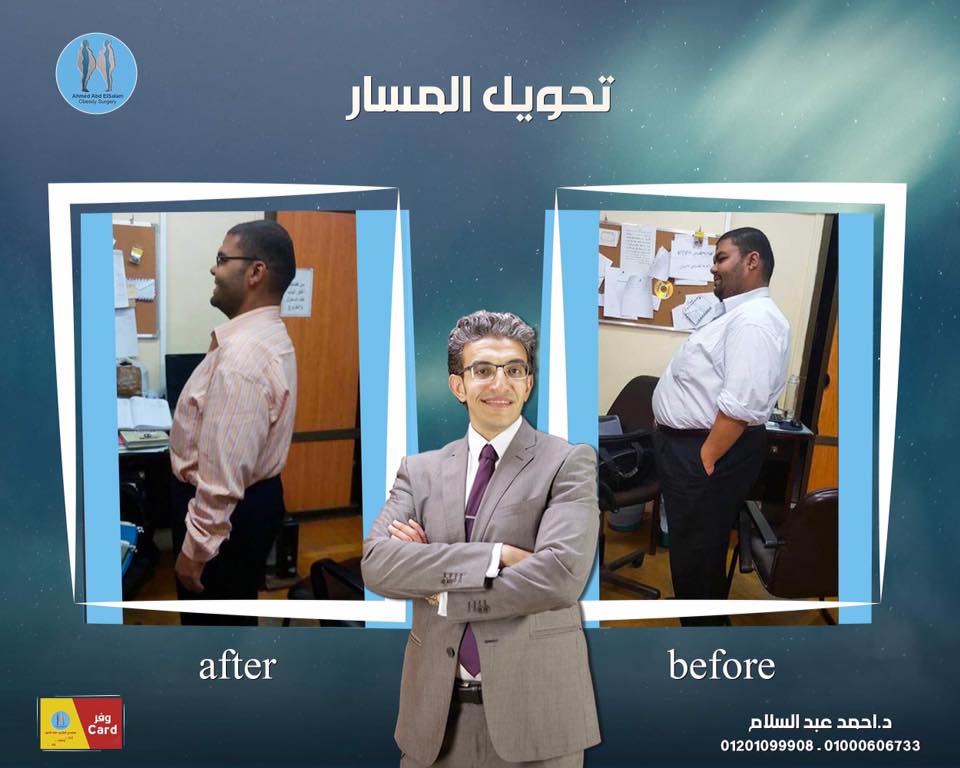 Ahmed Abd ElSalam
Obesity Surgery
تحويل المسار
after
before
وفر
Card
د.احمد عبد السلام
01201099908 - 01000606733